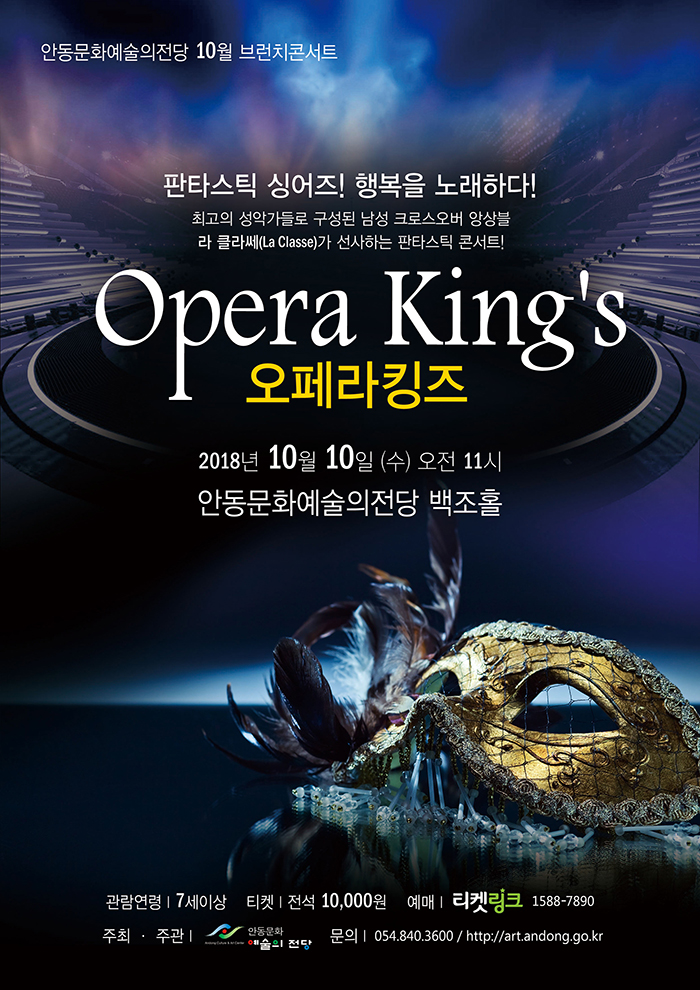 안동문화예술의전당 10월 브런치콘서트
판타스틱 싱어즈! 행복을 노래하다!
최고의 성악가들로 구성된 남성 크로스오버 앙상블
라 클라쎄(La Classe)가 선사하는 판타스틱 콘서트!
Opera King's
오페라킹즈
2018년 10월 10일 (수) 오전 11시
안동문화예술의전당 백조홀
관람연령 | 7세이상 티켓 | 전석 10,000원 예매 | 티켓링크 1588-7890
주최 · 주관 | Andong Culture & Art Center 안동문화 예술의 전당 문의 | 054.840.3600 / http://art.andong.go.kr